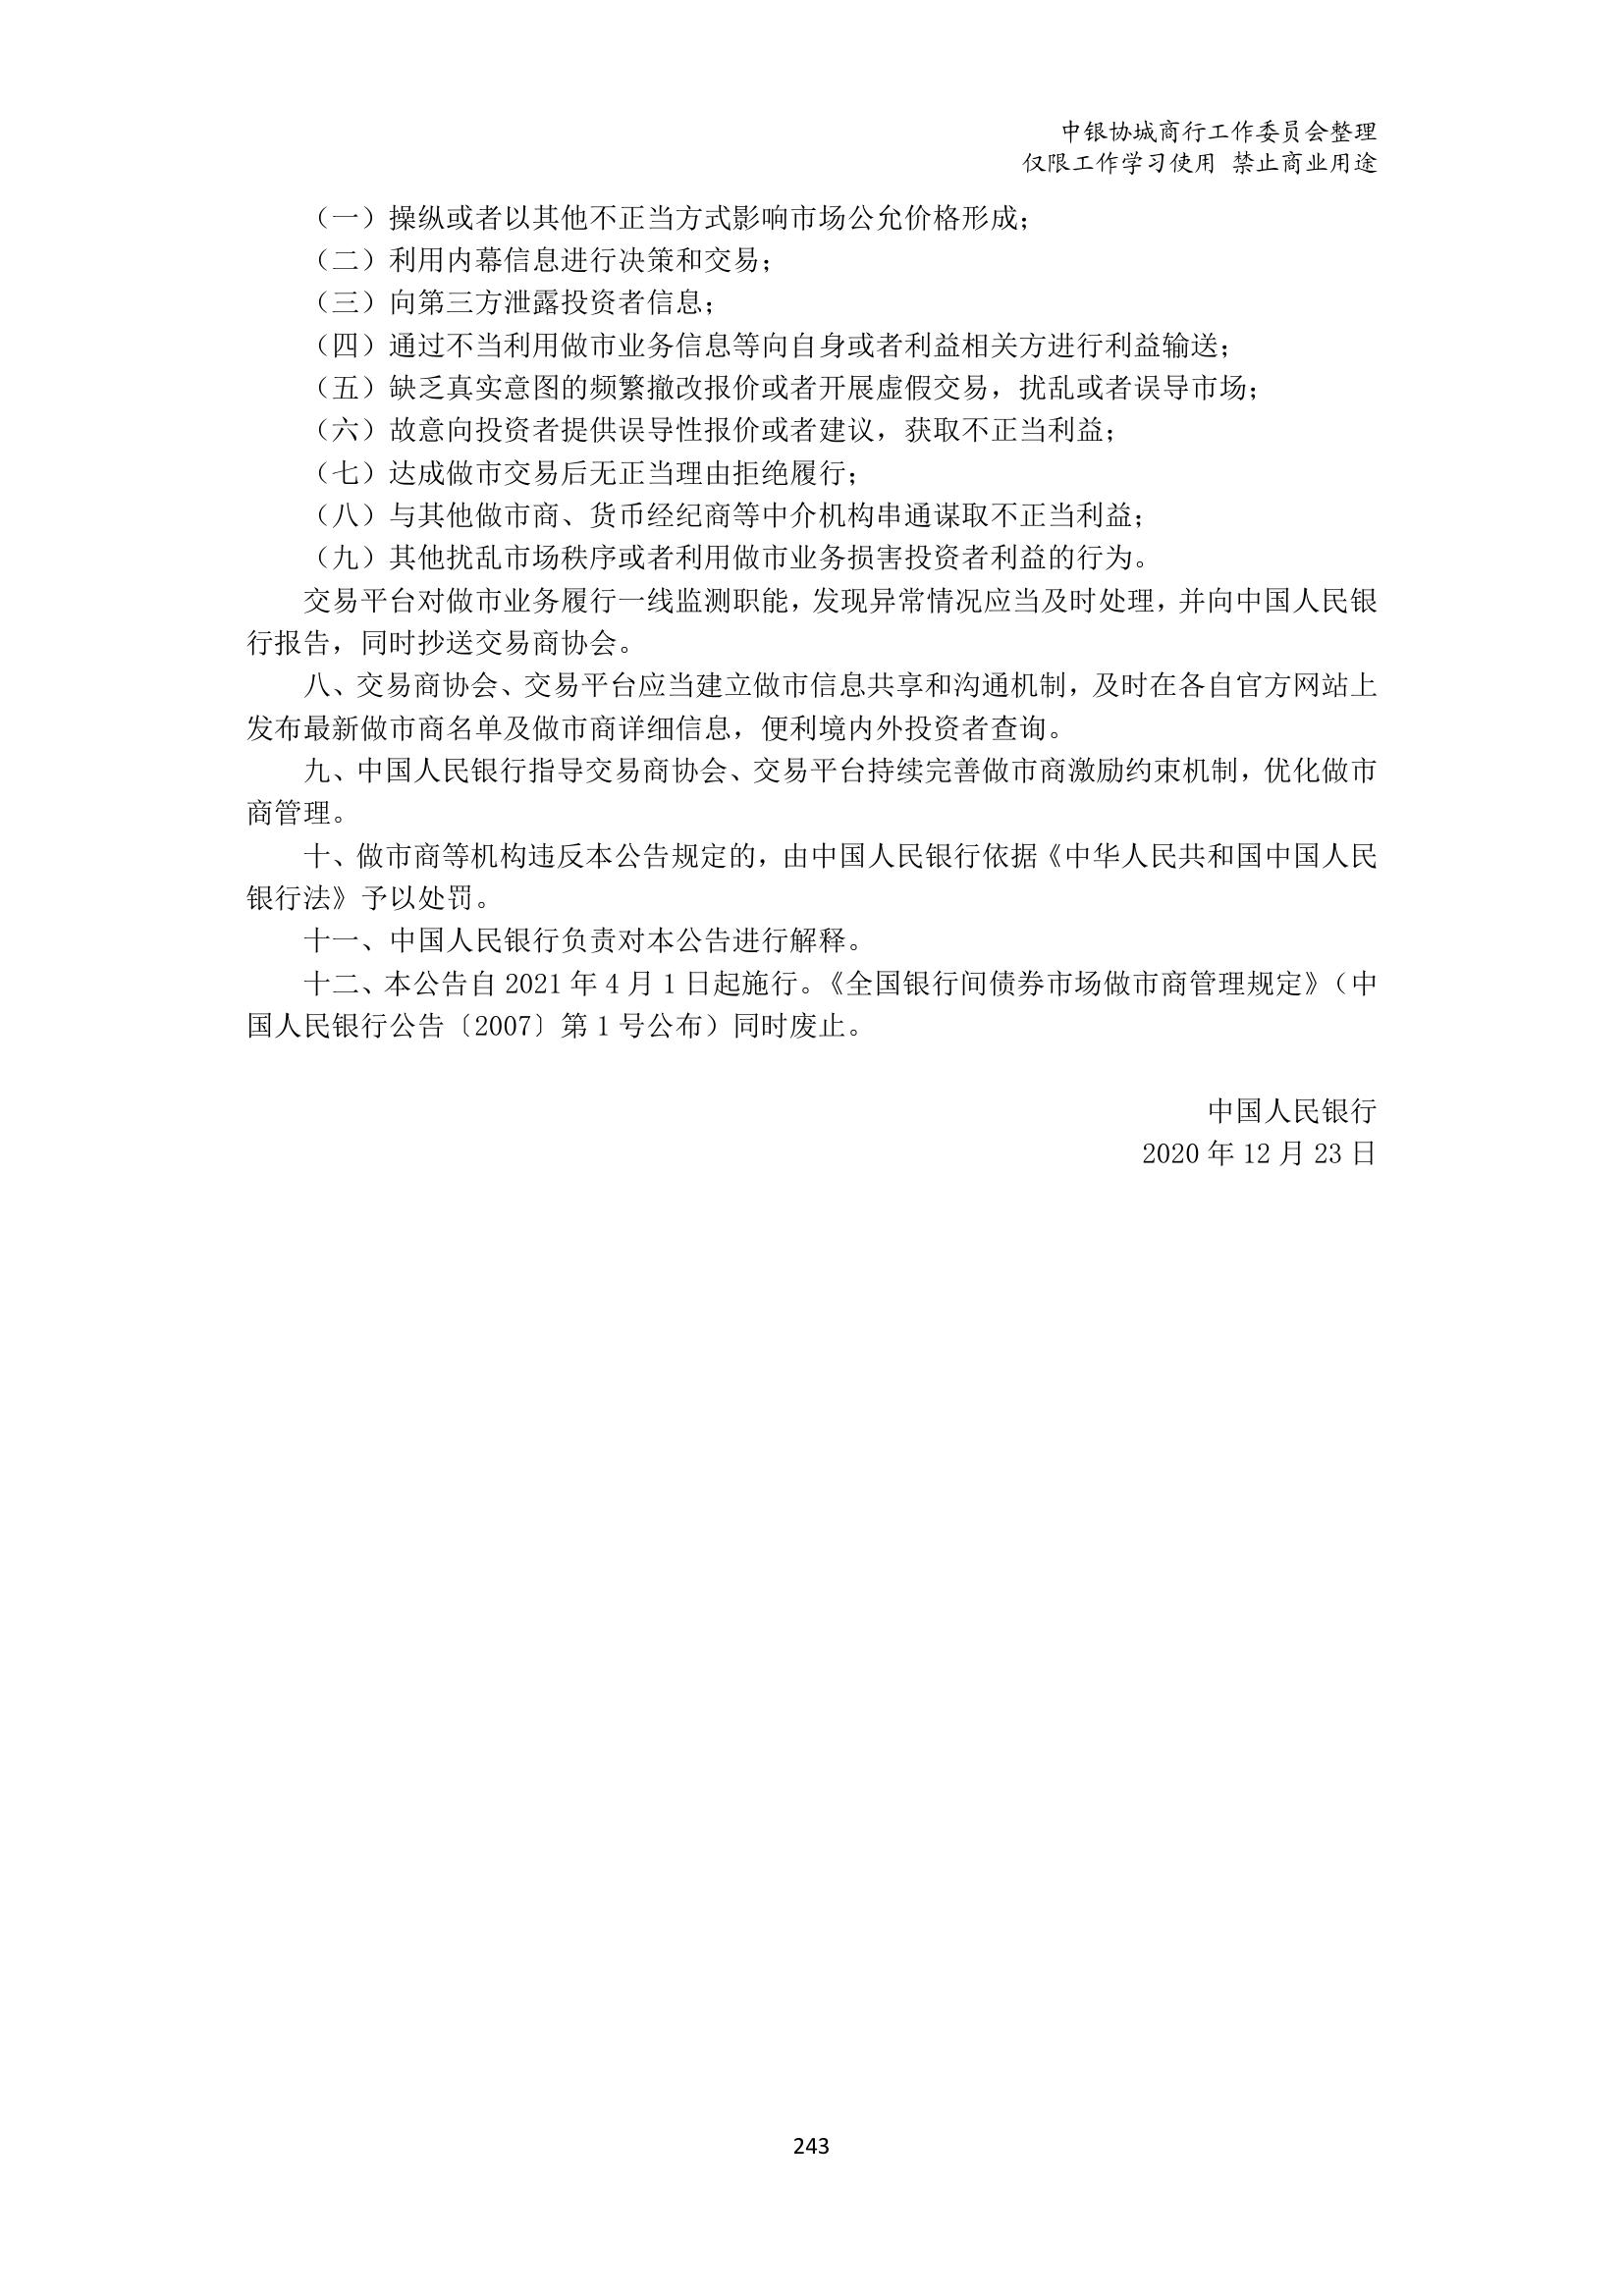 中银协城商行工作委员会整理
仅限工作学习使用 禁止商业用途
（一）操纵或者以其他不正当方式影响市场公允价格形成；
（二）利用内幕信息进行决策和交易；
（三）向第三方泄露投资者信息；
（四）通过不当利用做市业务信息等向自身或者利益相关方进行利益输送；
（五）缺乏真实意图的频繁撤改报价或者开展虚假交易，扰乱或者误导市场；
（六）故意向投资者提供误导性报价或者建议，获取不正当利益；
（七）达成做市交易后无正当理由拒绝履行；
（八）与其他做市商、货币经纪商等中介机构串通谋取不正当利益；
（九）其他扰乱市场秩序或者利用做市业务损害投资者利益的行为。
交易平台对做市业务履行一线监测职能，发现异常情况应当及时处理，并向中国人民银
行报告，同时抄送交易商协会。
八、交易商协会、交易平台应当建立做市信息共享和沟通机制，及时在各自官方网站上
发布最新做市商名单及做市商详细信息，便利境内外投资者查询。
九、中国人民银行指导交易商协会、交易平台持续完善做市商激励约束机制，优化做市
商管理。
十、做市商等机构违反本公告规定的，由中国人民银行依据《中华人民共和国中国人民
银行法》予以处罚。
十一、中国人民银行负责对本公告进行解释。
十二、本公告自 2021 年 4 月 1 日起施行。《全国银行间债券市场做市商管理规定》（中
国人民银行公告〔2007〕第 1 号公布）同时废止。
中国人民银行
2020 年 12 月 23 日
243